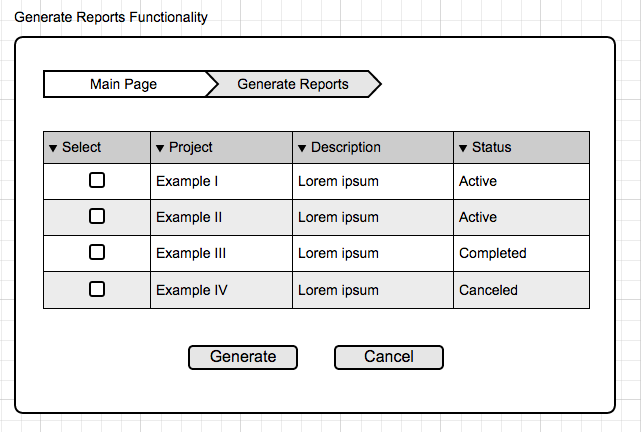 Generate Reports Functionality
Main Page Generate Reports
Select Project Description Status
Example I Lorem ipsum Active
Example II Lorem ipsum Active
Example III Lorem ipsum Completed
Example IV Lorem ipsum Canceled
Generate Cancel